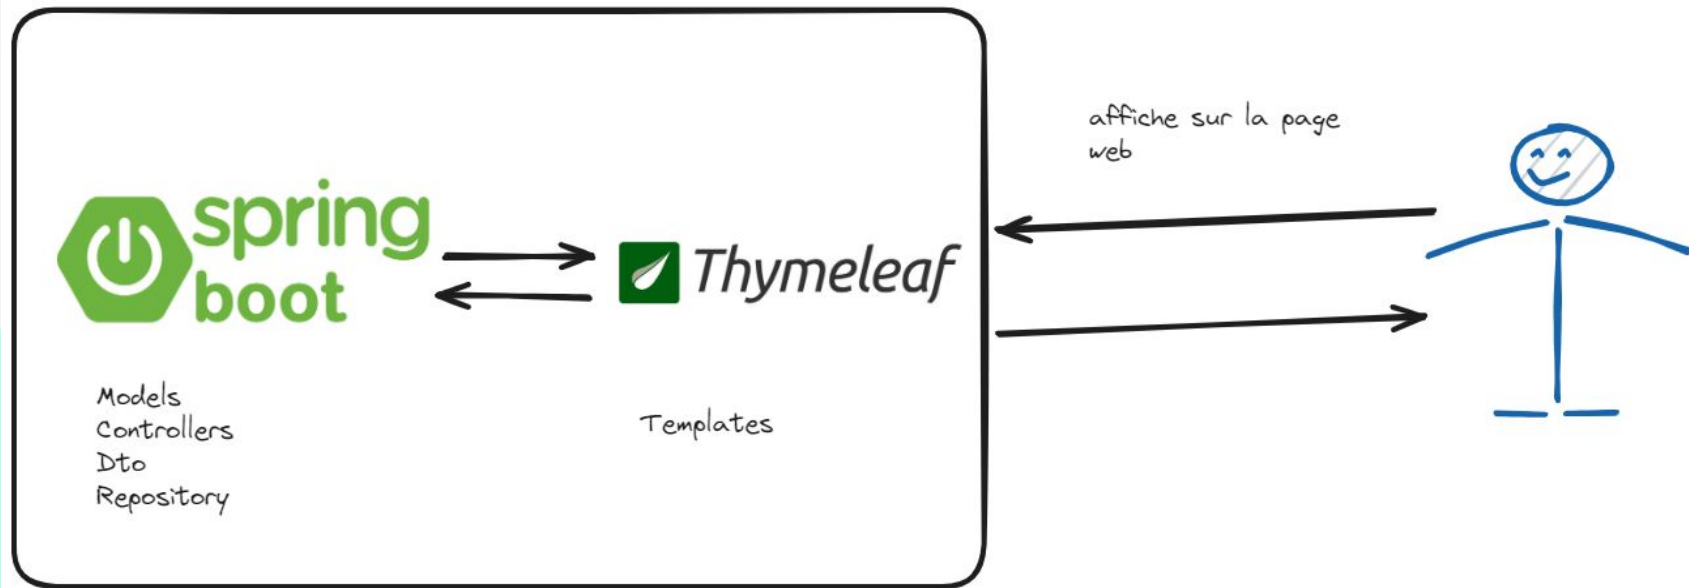 spring
boot
Thymeleaf
Models
Controllers
Dto
Repository
Templates
affiche sur la page
web